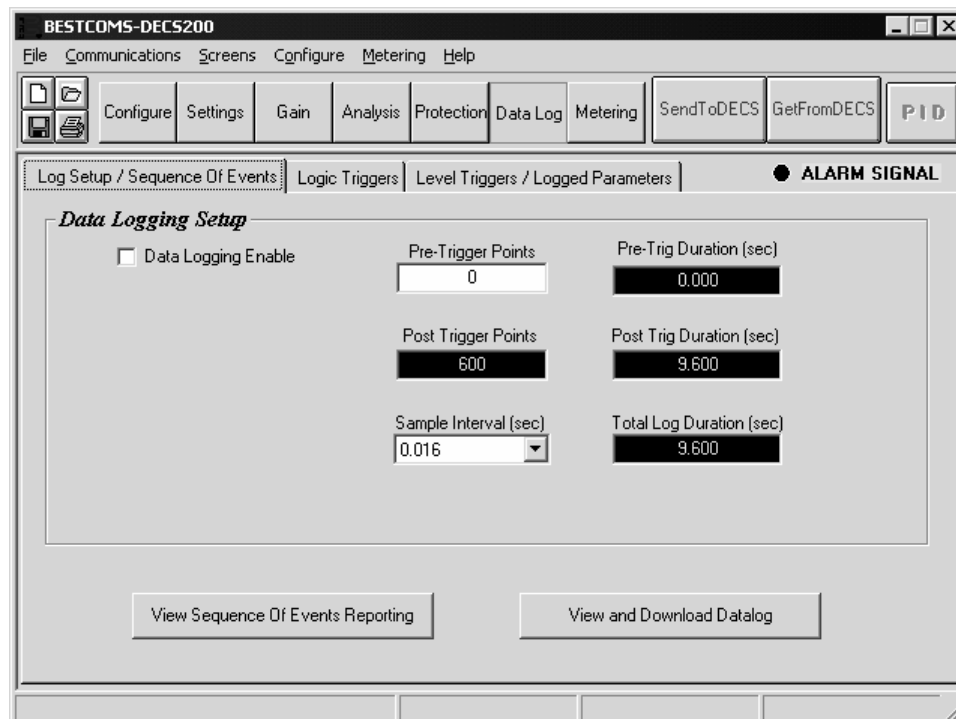 BESTCOMS-DECS200
File Communications Screens Configure Metering Help
Configure Settings Gain Analysis Protection Data Log Metering SendToDECS GetFromDECS PID
Log Setup / Sequence Of Events Logic Triggers Level Triggers / Logged Parameters ALARM SIGNAL
Data Logging Setup
Data Logging Enable
Pre-Trigger Points Pre-Trig Duration (sec)
0 0.000
Post Trigger Points Post Trig Duration (sec)
600 9.600
Sample Interval (sec) Total Log Duration (sec)
0.016 9.600
View Sequence Of Events Reporting View and Download Datalog